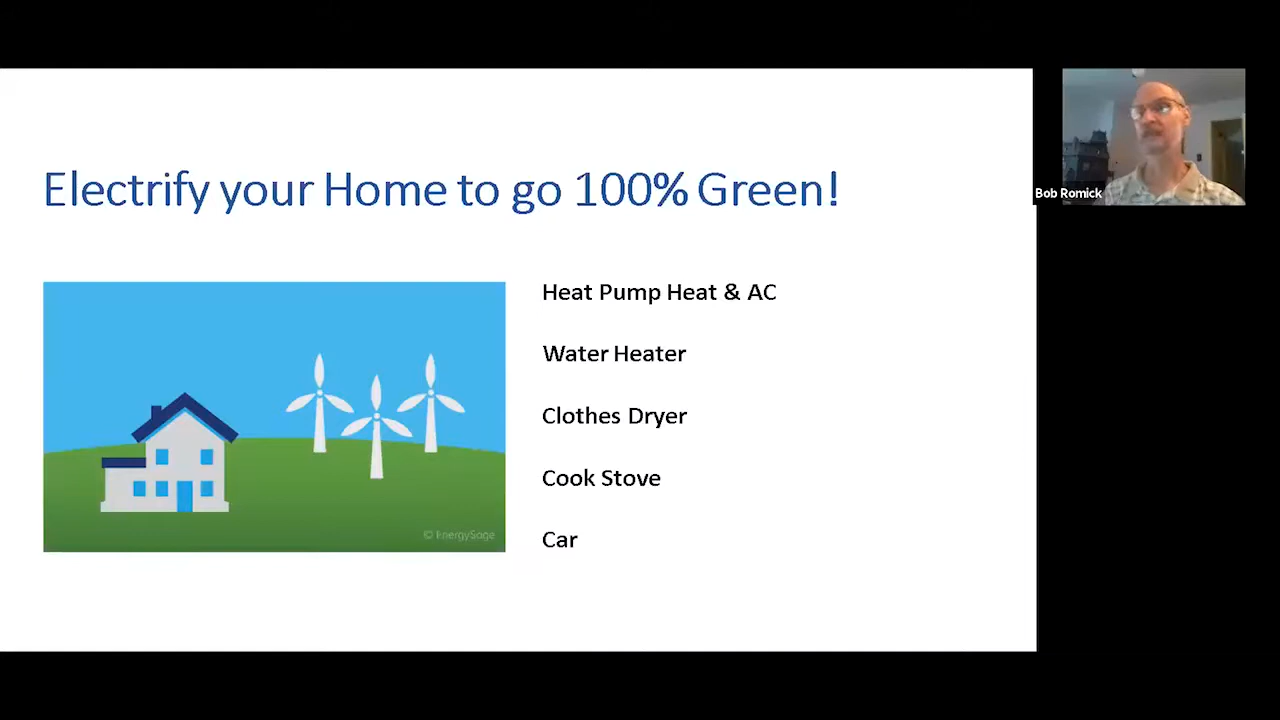 Electrify your Home to go 100% Green!
Bob Romick
Heat Pump Heat & AC
Water Heater
Clothes Dryer
Cook Stove
Car
© EnergySage